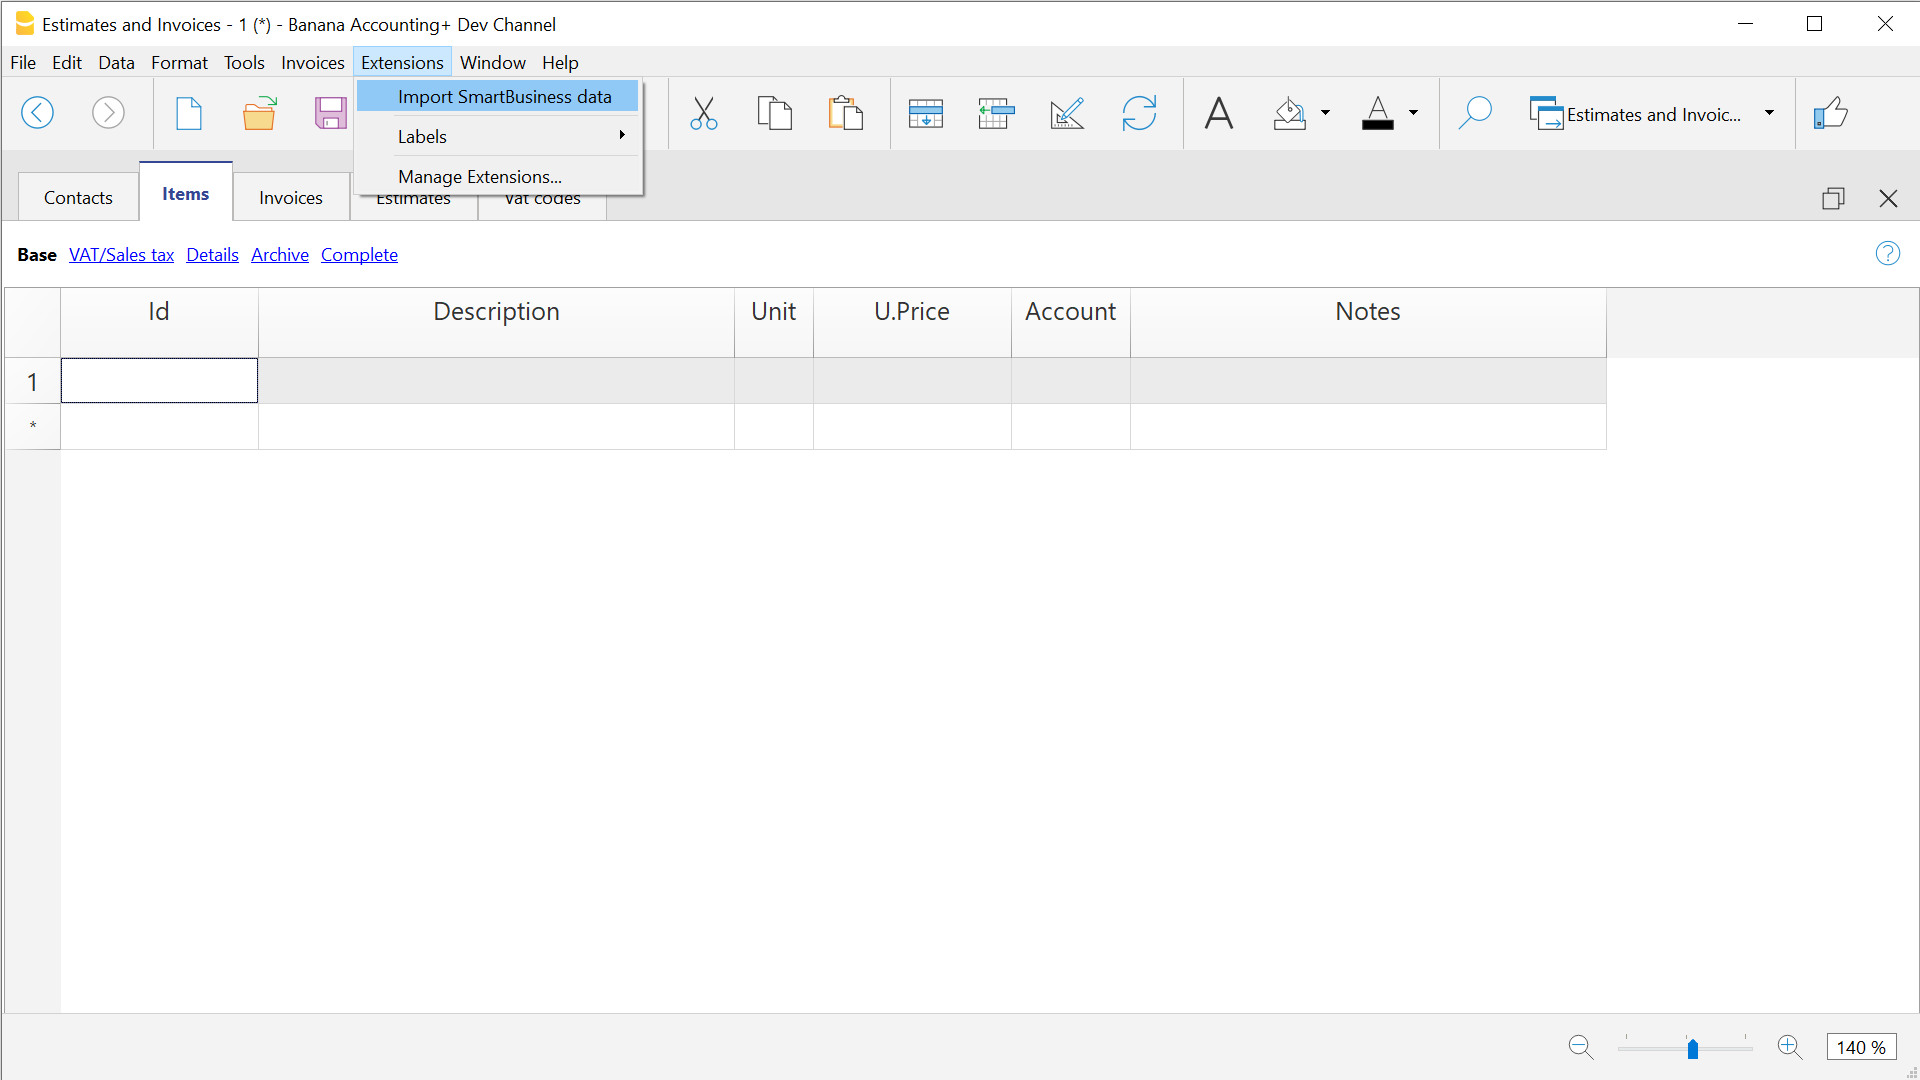 Estimates and Invoices - 1 (*) - Banana Accounting+ Dev Channel
File Edit Data Format Tools Invoices Extensions Window Help
Import SmartBusiness data
Labels
Manage Extensions...
Estimates and Invoic...
Contacts Items Invoices Estimates Vat codes
Base VAT/Sales tax Details Archive Complete
Id Description Unit U.Price Account Notes
1
*
140 %